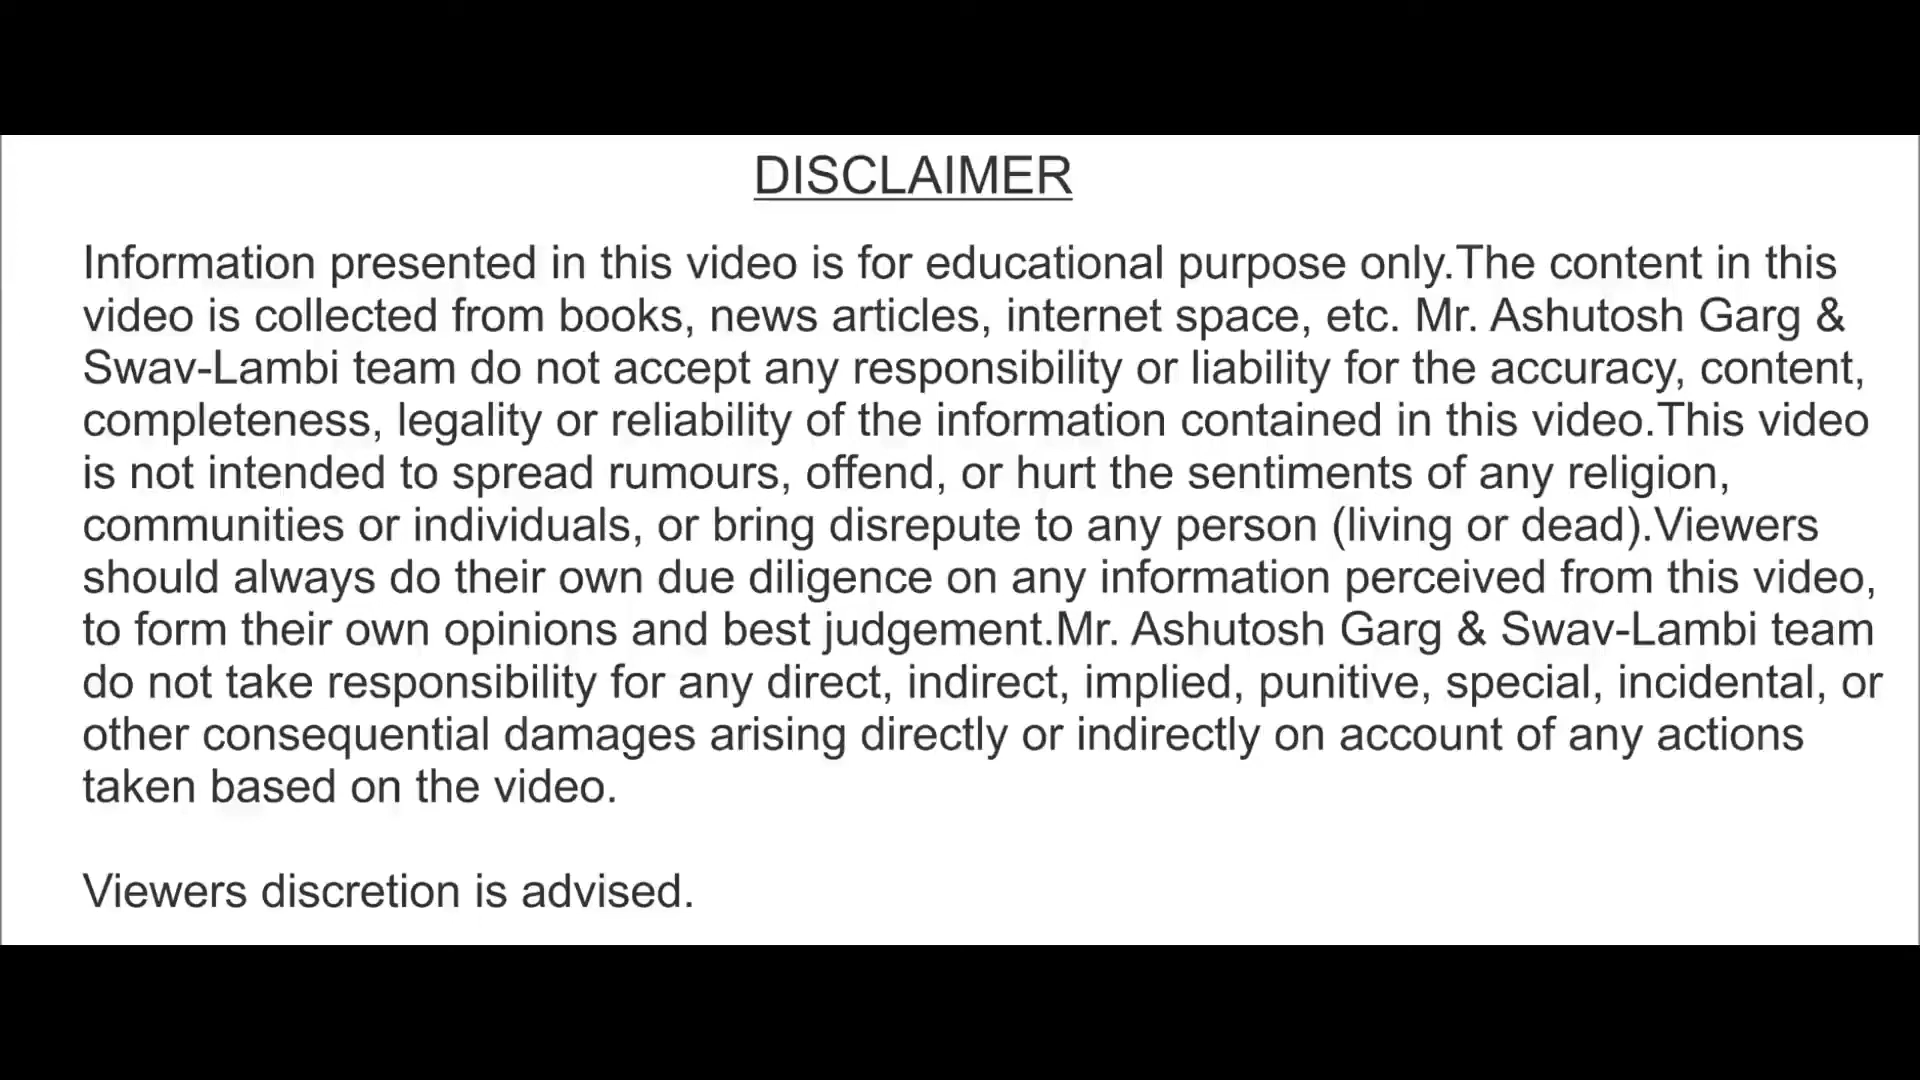 DISCLAIMER
Information presented in this video is for educational purpose only.The content in this
video is collected from books, news articles, internet space, etc. Mr. Ashutosh Garg &
Swav-Lambi team do not accept any responsibility or liability for the accuracy, content,
completeness, legality or reliability of the information contained in this video.This video
is not intended to spread rumours, offend, or hurt the sentiments of any religion,
communities or individuals, or bring disrepute to any person (living or dead).Viewers
should always do their own due diligence on any information perceived from this video,
to form their own opinions and best judgement.Mr. Ashutosh Garg & Swav-Lambi team
do not take responsibility for any direct, indirect, implied, punitive, special, incidental, or
other consequential damages arising directly or indirectly on account of any actions
taken based on the video.
Viewers discretion is advised.